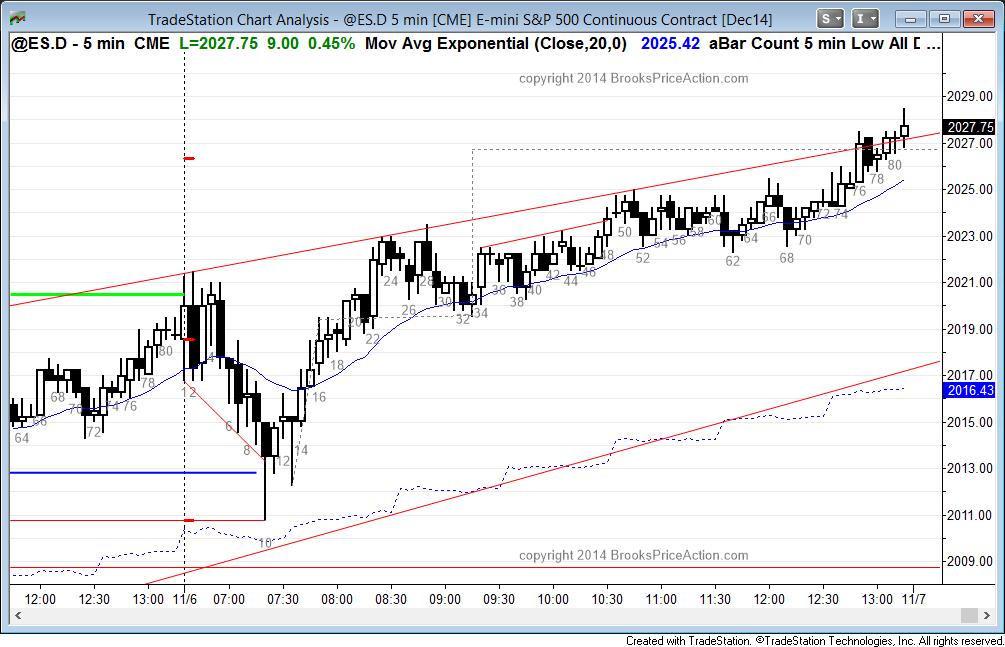 TradeStation Chart Analysis - @ES.D 5 min [CME] E-mini S&P 500 Continuous Contract [Dec14]
S I
@ES.D - 5 min CME L=2027.75 9.00 0.45% Mov Avg Exponential (Close,20,0) 2025.42 aBar Count 5 min Low All D ...
copyright 2014 BrooksPriceAction.com
2029.00
2027.75
2027.00
2025.00
2023.00
2021.00
2019.00
2017.00
2016.43
2015.00
2013.00
2011.00
2009.00
64 66 68 72 74 76 78 80
12 4 6 8 10 12 14 16 18 20 22 24 26 28 30 32 34 36 38 40 42 44 46 48 50 52 54 56 58 60 62 64 66 68 70 72 74 76 78 80
copyright 2014 BrooksPriceAction.com
12:00 12:30 13:00 11/6 07:00 07:30 08:00 08:30 09:00 09:30 10:00 10:30 11:00 11:30 12:00 12:30 13:00 11/7
Created with TradeStation. ©TradeStation Technologies, Inc. All rights reserved.